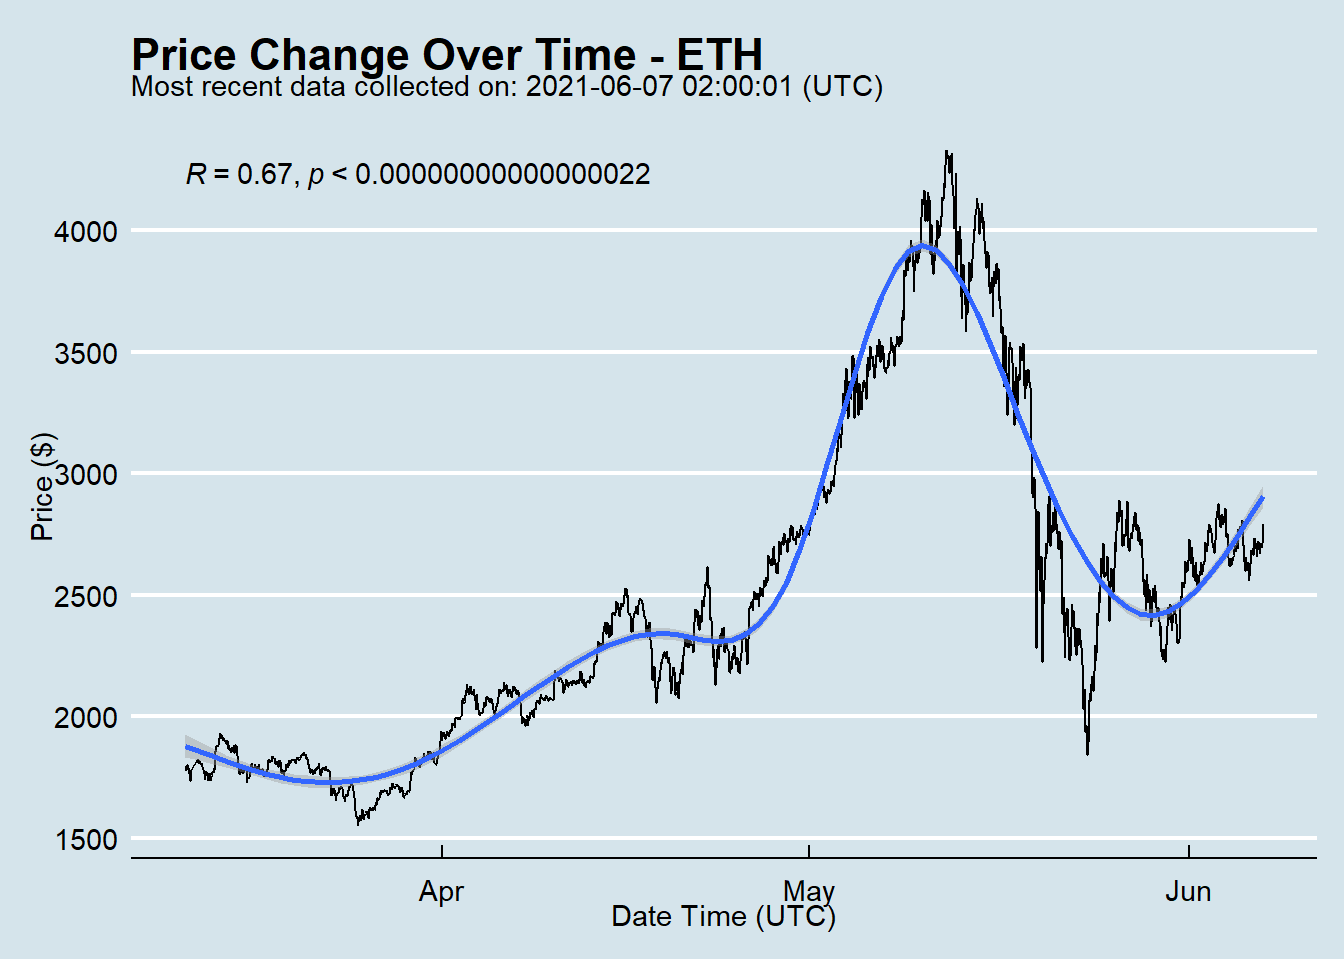 Price Change Over Time - ETH
Most recent data collected on: 2021-06-07 02:00:01 (UTC)
R = 0.67, p < 0.00000000000000022
4000
3500
3000
2500
2000
1500
Price ($)
Apr
May
Jun
Date Time (UTC)